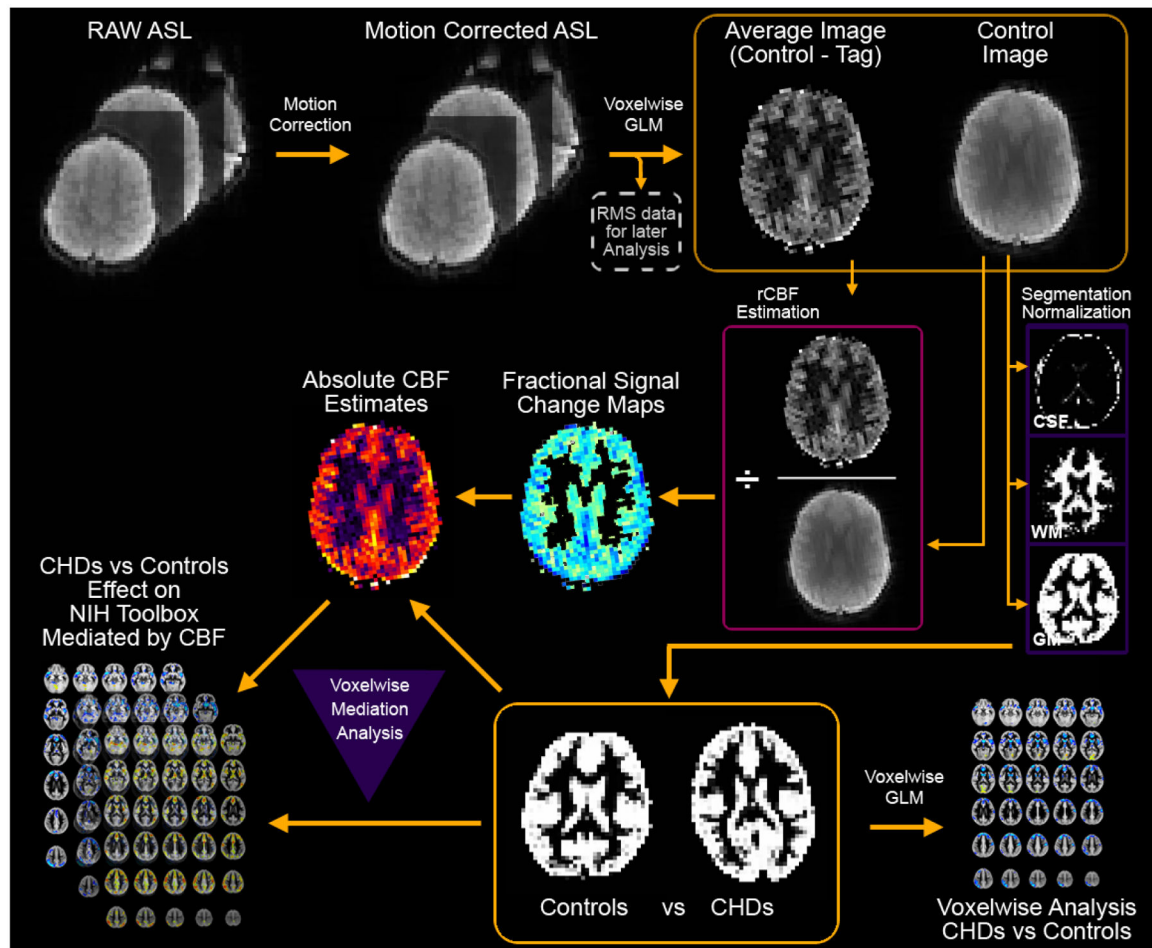 RAW ASL
Motion Corrected ASL
Average Image
(Control - Tag)
Control
Image
Motion
Correction
Voxelwise
GLM
RMS data
for later
Analysis
rCBF
Estimation
Segmentation
Normalization
Absolute CBF
Estimates
Fractional Signal
Change Maps
÷
CSF
WM
GM
CHDs vs Controls
Effect on
NIH Toolbox
Mediated by CBF
Voxelwise
Mediation
Analysis
Voxelwise
GLM
Controls vs CHDs
Voxelwise Analysis
CHDs vs Controls